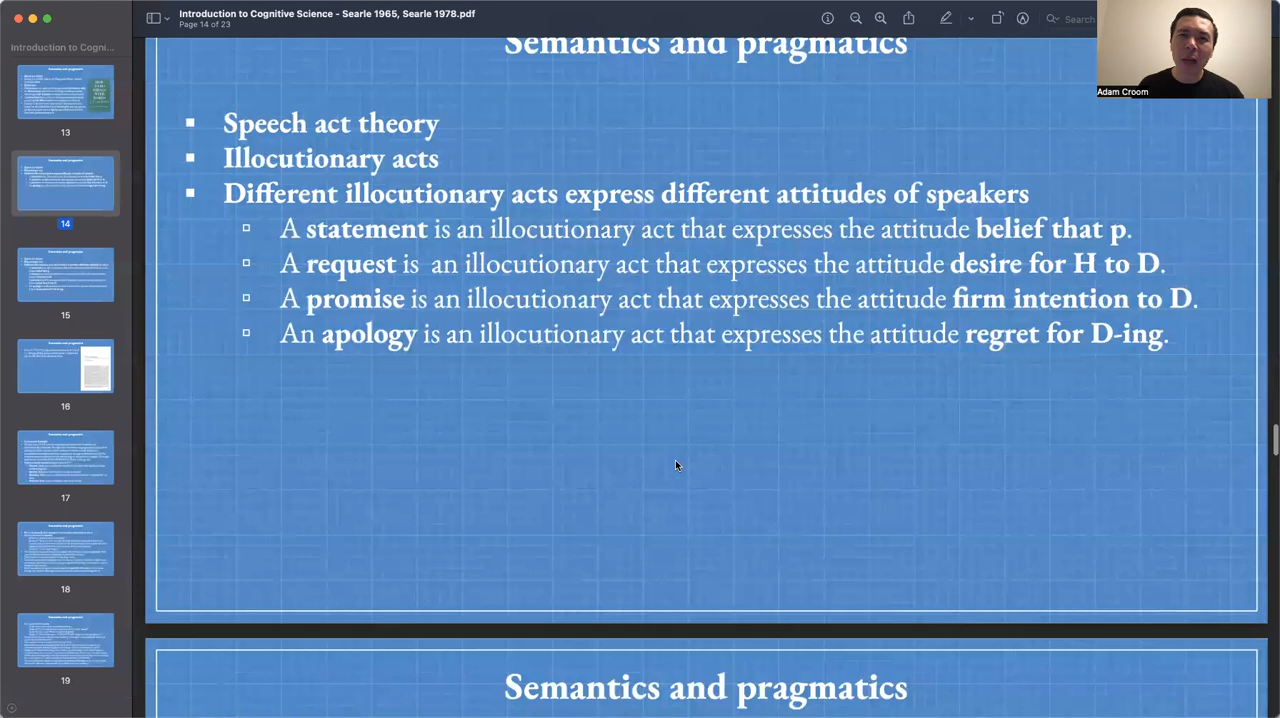 Introduction to Cognitive Science - Searle 1965, Searle 1978.pdf
Page 14 of 23
Search
Adam Croom
Introduction to Cogni...
13
14
15
16
17
18
19
Semantics and pragmatics
▪ Speech act theory
▪ Illocutionary acts
▪ Different illocutionary acts express different attitudes of speakers
▫ A statement is an illocutionary act that expresses the attitude belief that p.
▫ A request is an illocutionary act that expresses the attitude desire for H to D.
▫ A promise is an illocutionary act that expresses the attitude firm intention to D.
▫ An apology is an illocutionary act that expresses the attitude regret for D-ing.
Semantics and pragmatics